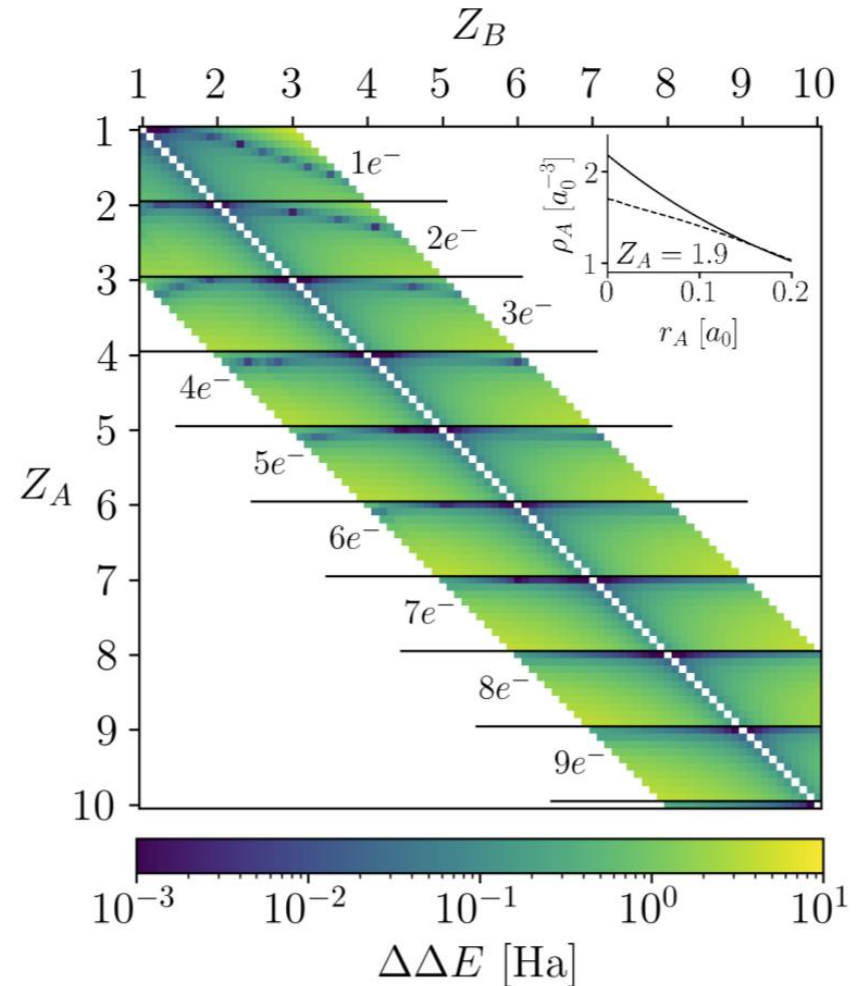 Z_B
1 2 3 4 5 6 7 8 9 10
Z_A
1
2
3
4
5
6
7
8
9
10
1e⁻
2e⁻
3e⁻
4e⁻
5e⁻
6e⁻
7e⁻
8e⁻
9e⁻
ρ_A [a₀⁻³]
2
1
Z_A = 1.9
0 0.1 0.2
r_A [a₀]
10⁻³ 10⁻² 10⁻¹ 10⁰ 10¹
ΔΔE [Ha]